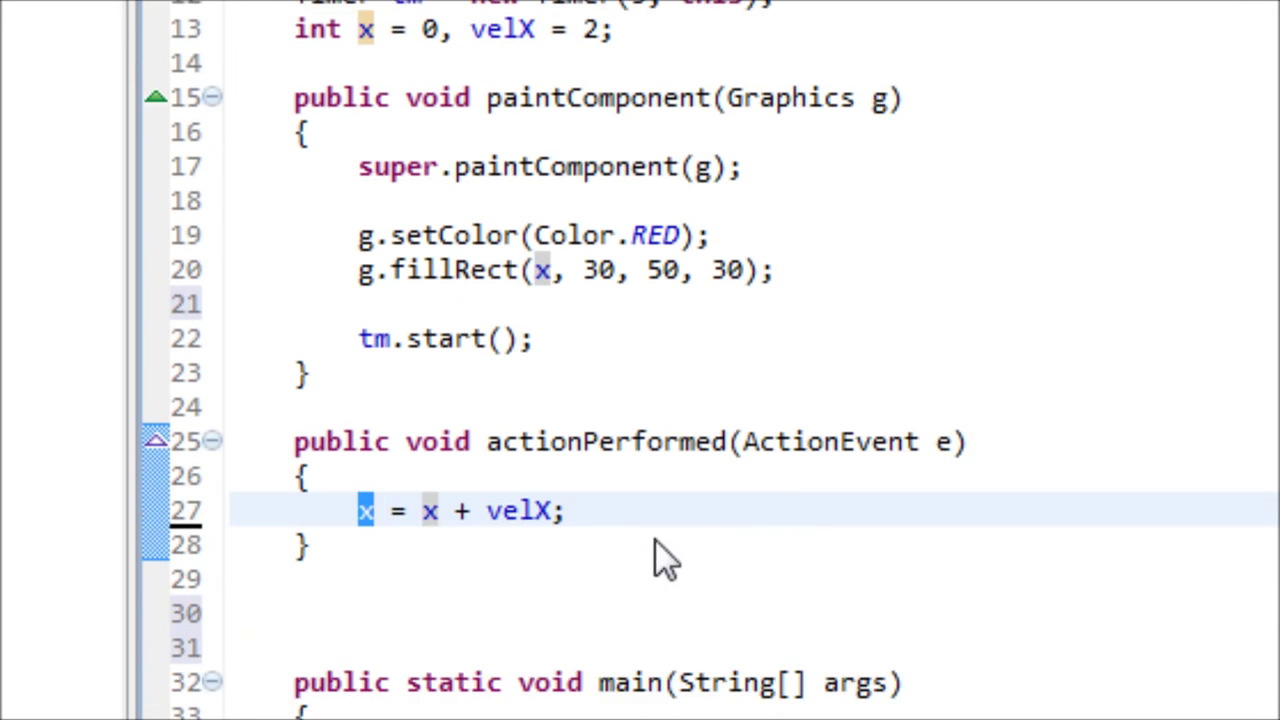 13 int x = 0, velX = 2;
14
15 public void paintComponent(Graphics g)
16 {
17 super.paintComponent(g);
18
19 g.setColor(Color.RED);
20 g.fillRect(x, 30, 50, 30);
21
22 tm.start();
23 }
24
25 public void actionPerformed(ActionEvent e)
26 {
27 x = x + velX;
28 }
29
30
31
32 public static void main(String[] args)
33 {